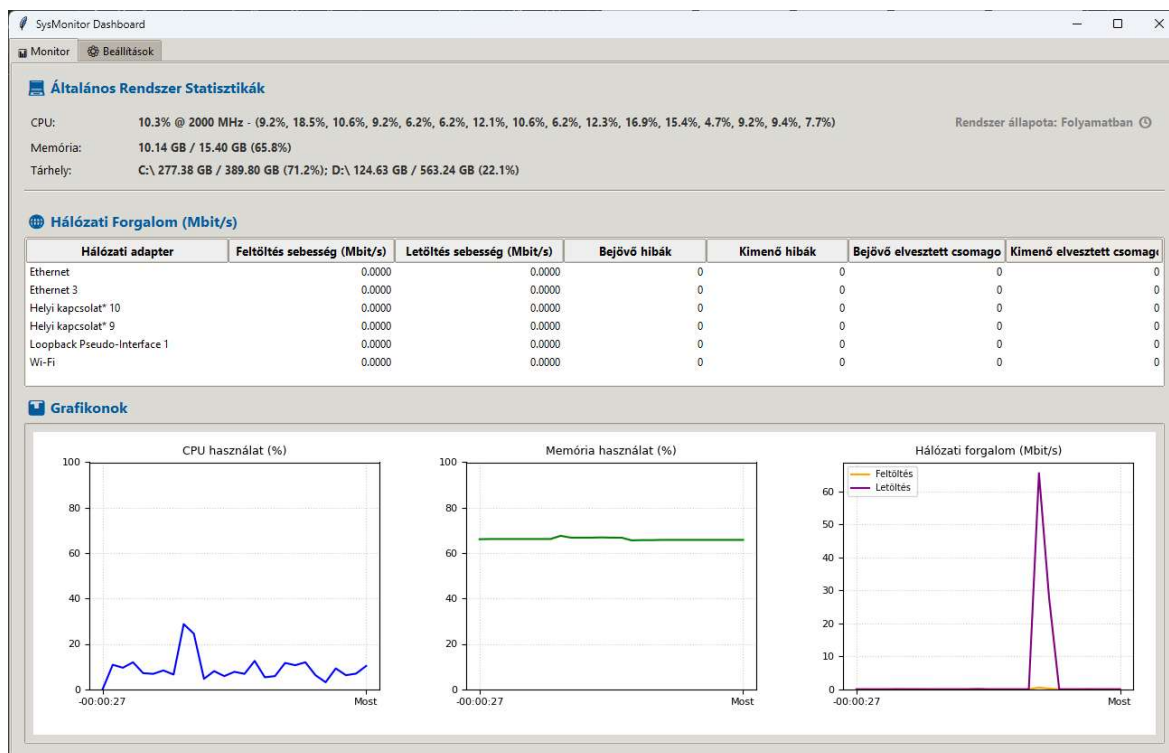 SysMonitor Dashboard
Monitor Beállítások
Általános Rendszer Statisztikák
CPU: 10.3% @ 2000 MHz - (9.2%, 18.5%, 10.6%, 9.2%, 6.2%, 6.2%, 12.1%, 10.6%, 6.2%, 12.3%, 16.9%, 15.4%, 4.7%, 9.2%, 9.4%, 7.7%) Rendszer állapota: Folyamatban
Memória: 10.14 GB / 15.40 GB (65.8%)
Tárhely: C:\ 277.38 GB / 389.80 GB (71.2%); D:\ 124.63 GB / 563.24 GB (22.1%)
Hálózati Forgalom (Mbit/s)
Hálózati adapter Feltöltés sebesség (Mbit/s) Letöltés sebesség (Mbit/s) Bejövő hibák Kimenő hibák Bejövő elvesztett csomago Kimenő elvesztett csomag
Ethernet 0.0000 0.0000 0 0 0 0
Ethernet 3 0.0000 0.0000 0 0 0 0
Helyi kapcsolat* 10 0.0000 0.0000 0 0 0 0
Helyi kapcsolat* 9 0.0000 0.0000 0 0 0 0
Loopback Pseudo-Interface 1 0.0000 0.0000 0 0 0 0
Wi-Fi 0.0000 0.0000 0 0 0 0
Grafikonok
CPU használat (%)
100
80
60
40
20
0
-00:00:27 Most
Memória használat (%)
100
80
60
40
20
0
-00:00:27 Most
Hálózati forgalom (Mbit/s)
Feltöltés
Letöltés
60
50
40
30
20
10
0
-00:00:27 Most